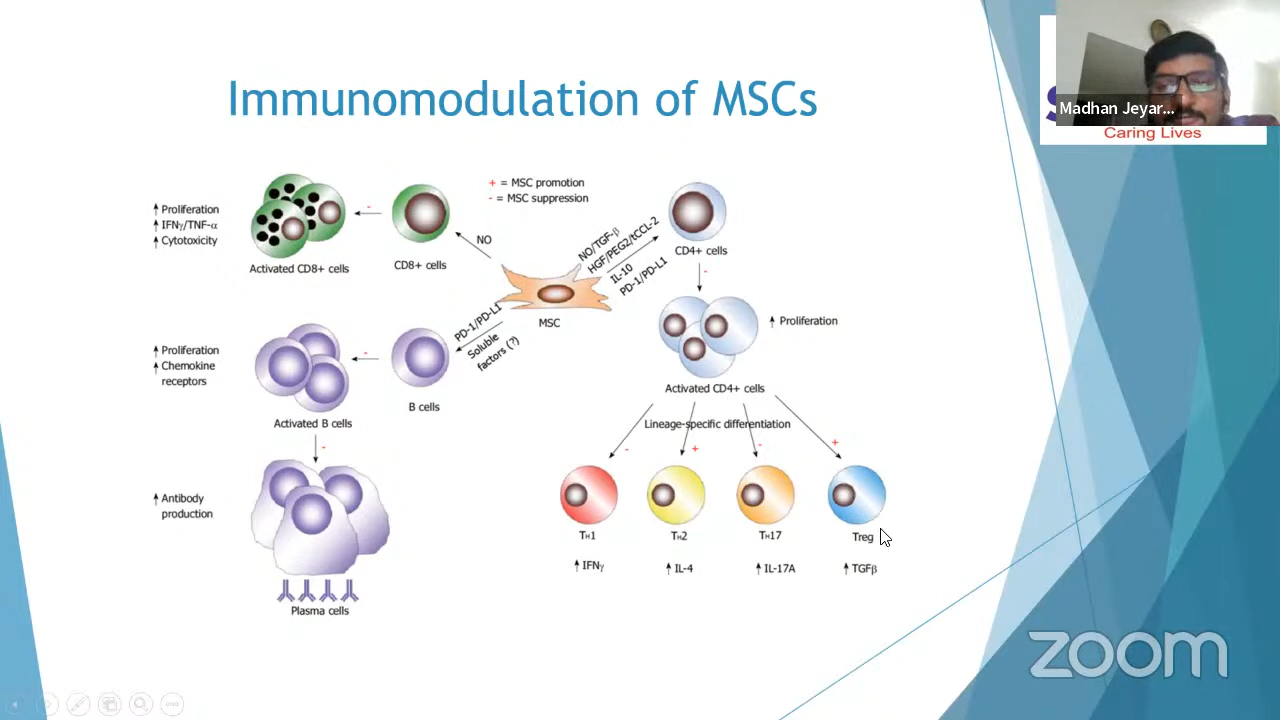 Immunomodulation of MSCs
Madhan Jeyar...
Caring Lives
+ = MSC promotion
- = MSC suppression
↑ Proliferation
↑ IFNγ/TNF-α
↑ Cytotoxicity
-
Activated CD8+ cells
CD8+ cells
NO
NO/TGF-β
HGF/PEG2/tCCL-2
IL-10
PD-1/PD-L1
CD4+ cells
-
MSC
PD-1/PD-L1
Soluble
factors (?)
↑ Proliferation
↑ Chemokine
receptors
-
Activated B cells
B cells
↑ Proliferation
Activated CD4+ cells
Lineage-specific differentiation
-
+
-
+
-
↑ Antibody
production
Plasma cells
TH1
TH2
TH17
Treg
↑ IFNγ
↑ IL-4
↑ IL-17A
↑ TGFβ
zoom